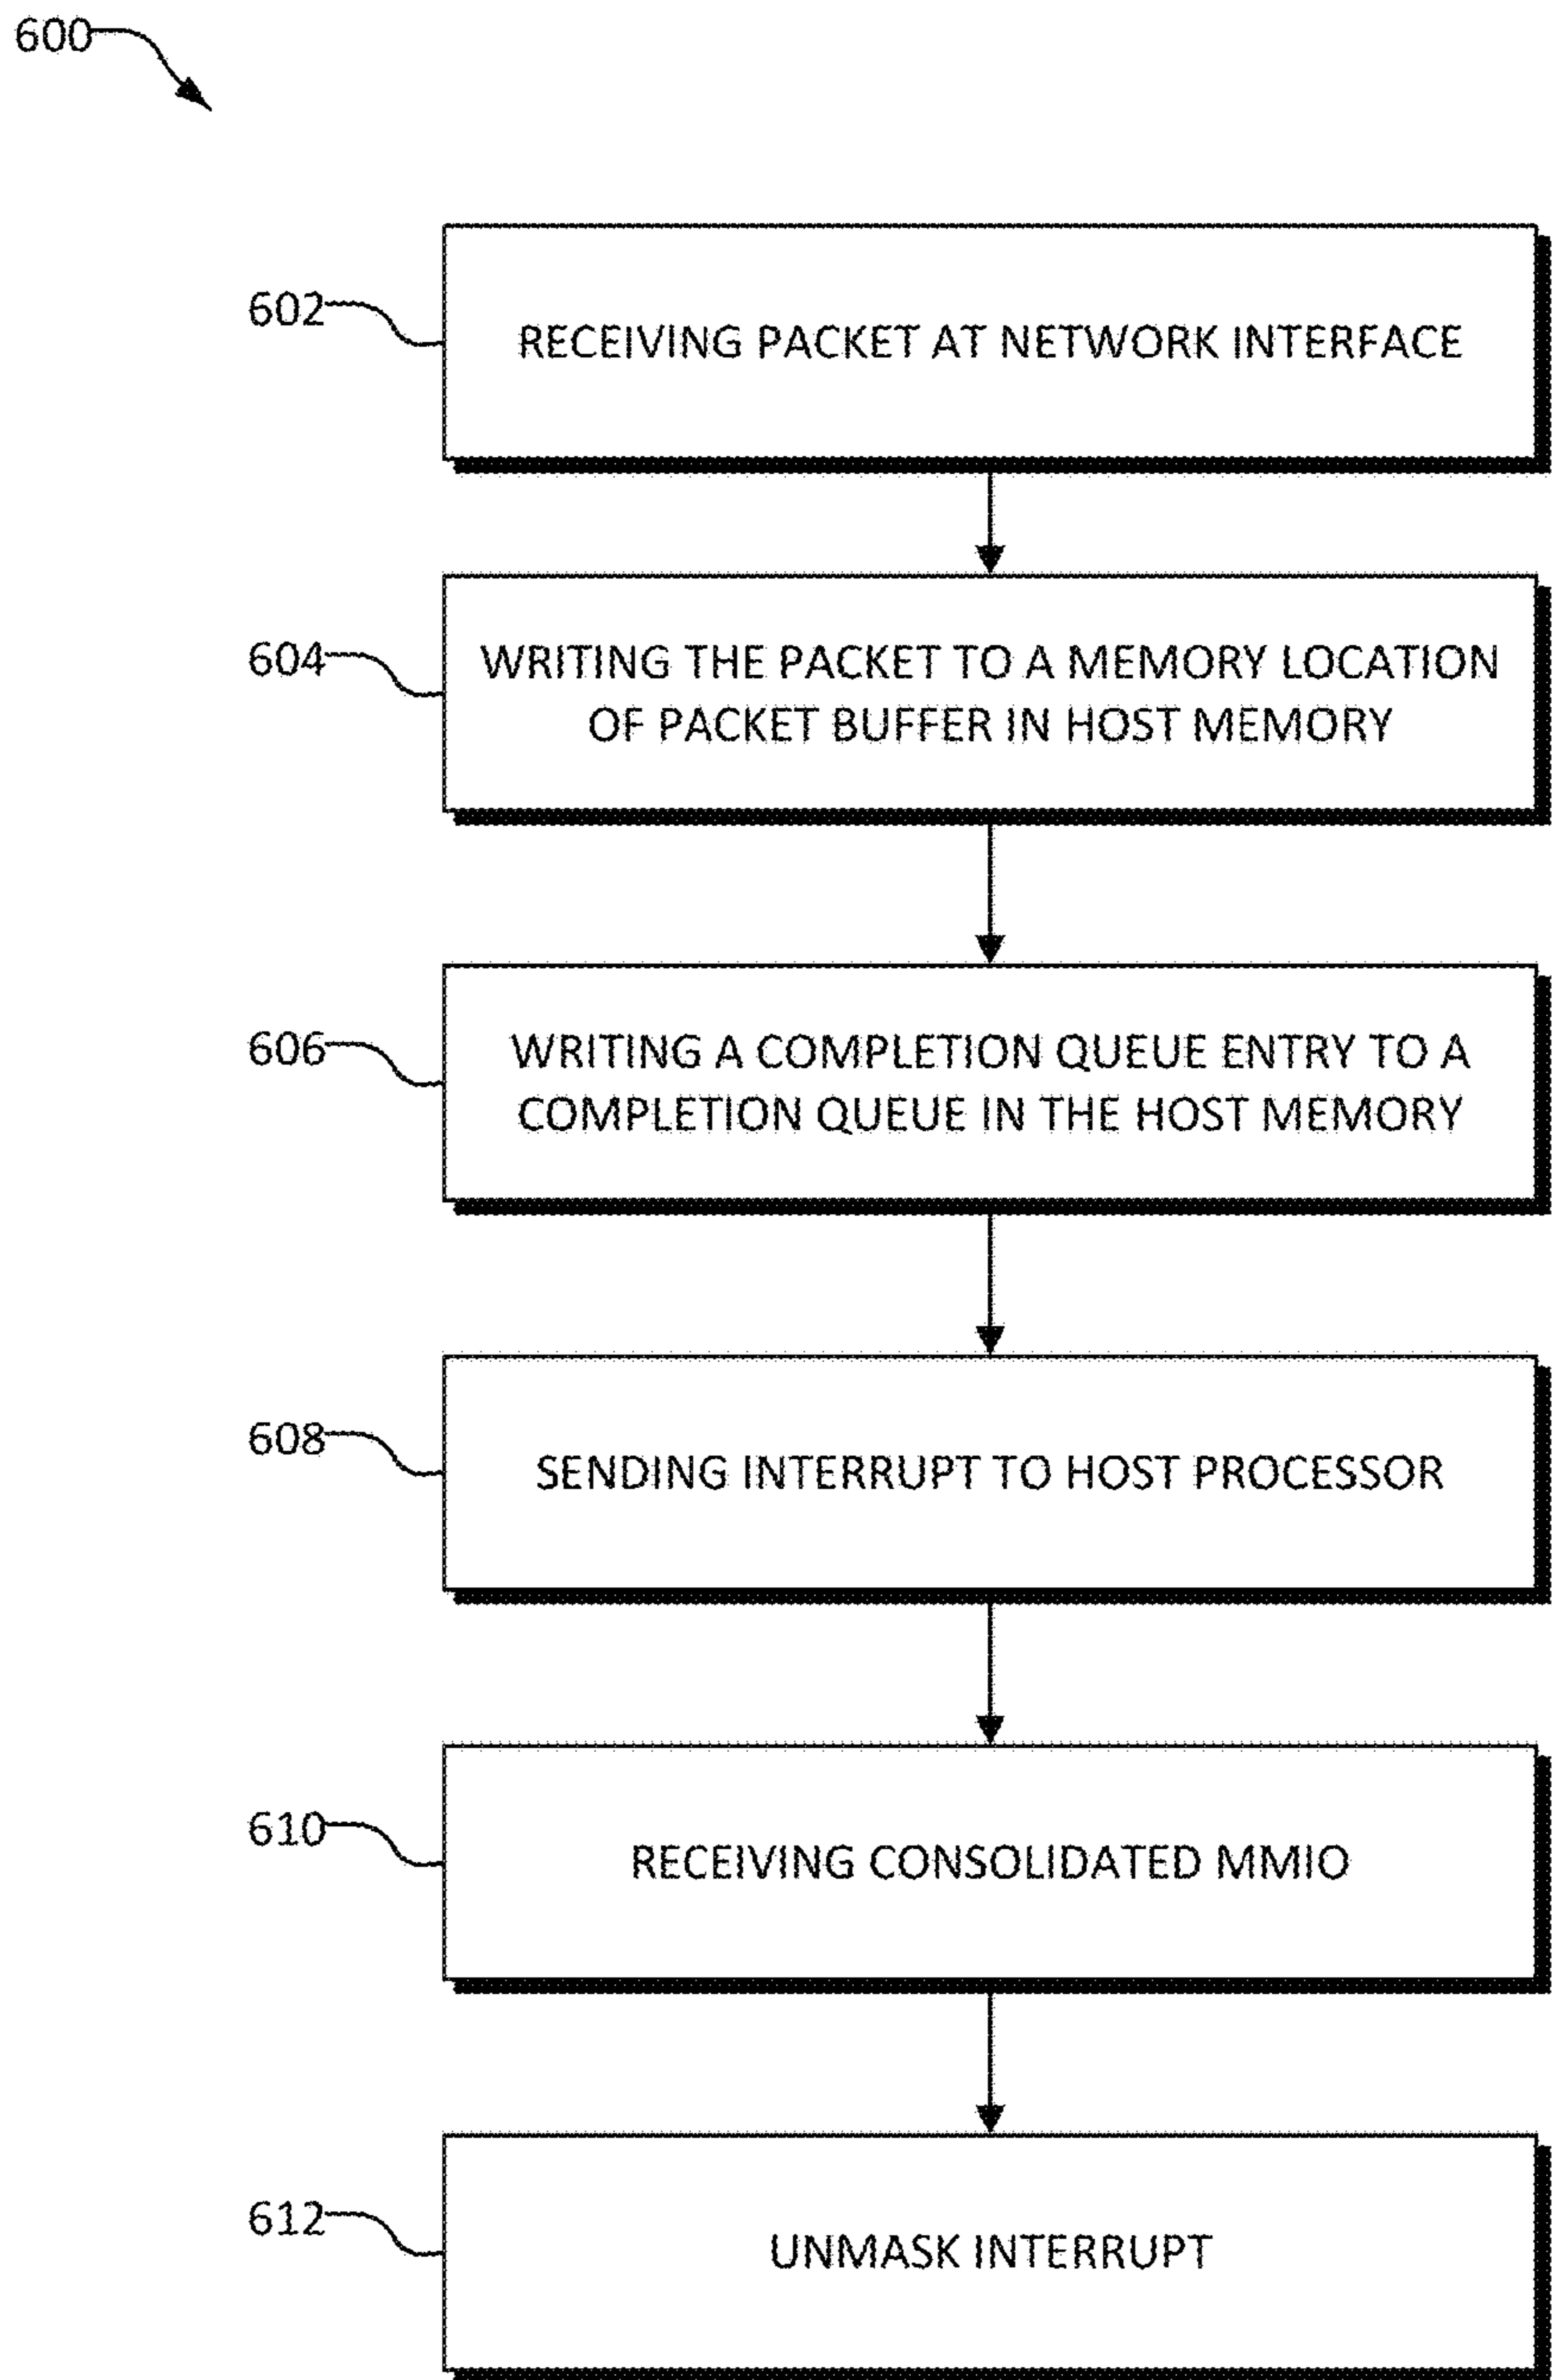 600
602
RECEIVING PACKET AT NETWORK INTERFACE
604
WRITING THE PACKET TO A MEMORY LOCATION
OF PACKET BUFFER IN HOST MEMORY
606
WRITING A COMPLETION QUEUE ENTRY TO A
COMPLETION QUEUE IN THE HOST MEMORY
608
SENDING INTERRUPT TO HOST PROCESSOR
610
RECEIVING CONSOLIDATED MMIO
612
UNMASK INTERRUPT